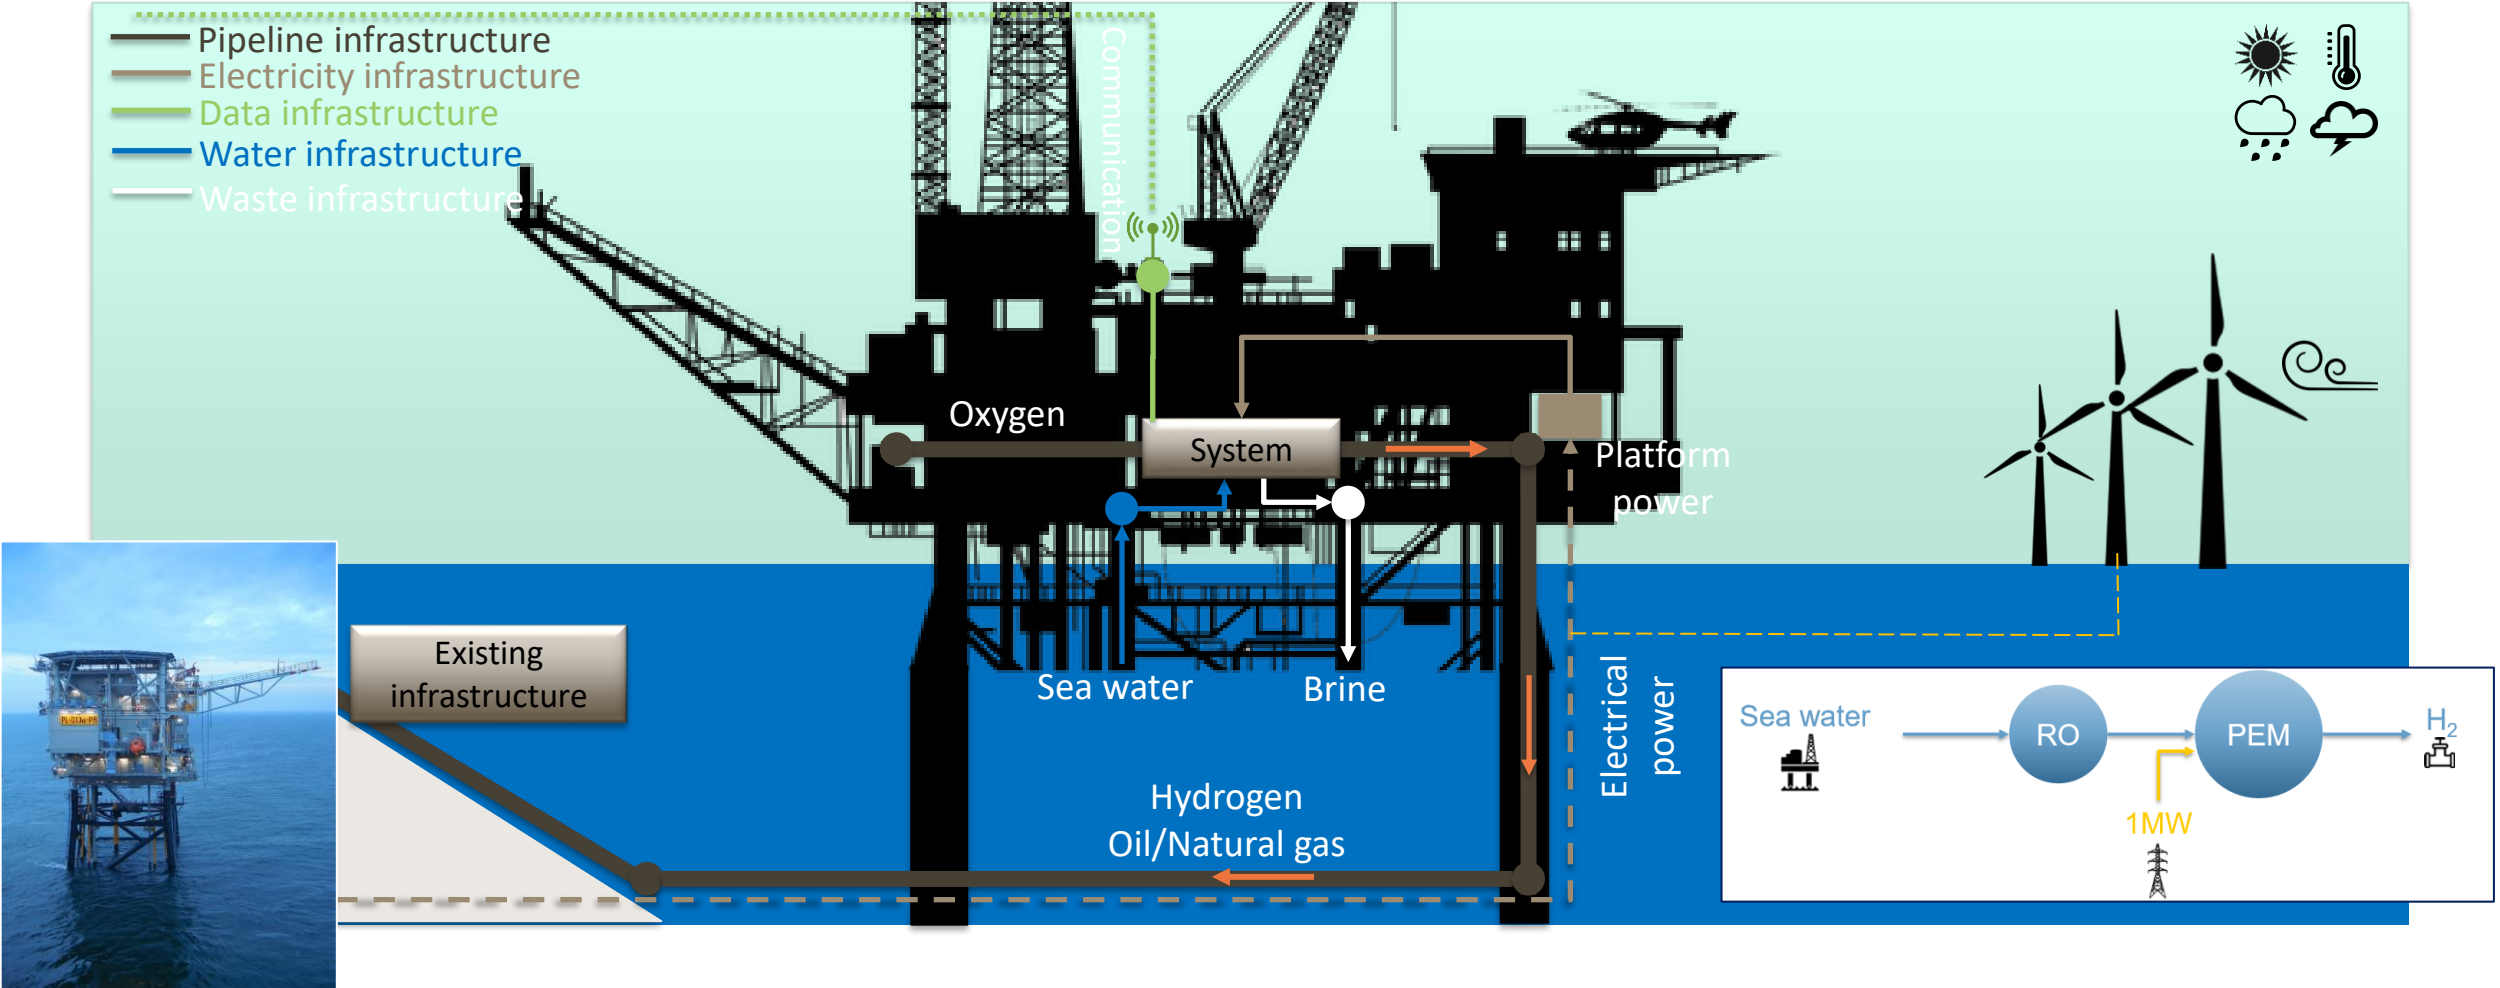 Pipeline infrastructure
Electricity infrastructure
Data infrastructure
Water infrastructure
Waste infrastructure
Communication
Oxygen
System
Platform
power
Existing
infrastructure
Sea water
Brine
Electrical
power
Hydrogen
Oil/Natural gas
Sea water
RO
PEM
H₂
1MW